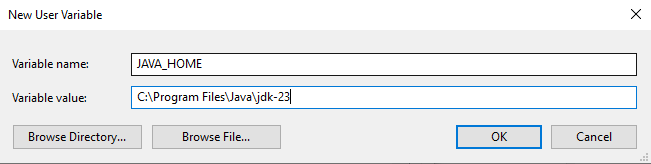 New User Variable
Variable name: JAVA_HOME
Variable value: C:\Program Files\Java\jdk-23
Browse Directory... Browse File... OK Cancel